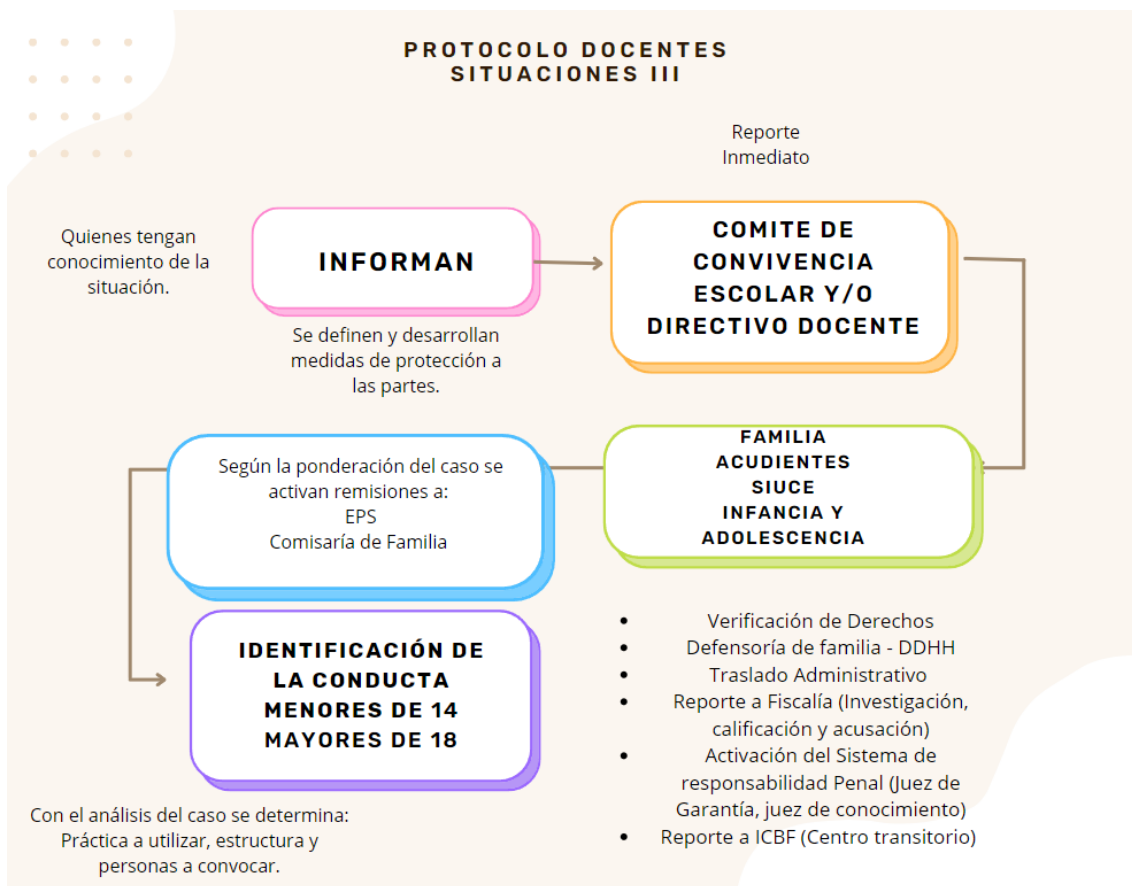 PROTOCOLO DOCENTES
SITUACIONES III
Quienes tengan
conocimiento de la
situación.
INFORMAN
Se definen y desarrollan
medidas de protección a
las partes.
Reporte
Inmediato
COMITE DE
CONVIVENCIA
ESCOLAR Y/O
DIRECTIVO DOCENTE
FAMILIA
ACUDIENTES
SIUCE
INFANCIA Y
ADOLESCENCIA
• Verificación de Derechos
• Defensoría de familia - DDHH
• Traslado Administrativo
• Reporte a Fiscalía (Investigación,
calificación y acusación)
• Activación del Sistema de
responsabilidad Penal (Juez de
Garantía, juez de conocimiento)
• Reporte a ICBF (Centro transitorio)
Según la ponderación del caso se
activan remisiones a:
EPS
Comisaría de Familia
IDENTIFICACIÓN DE
LA CONDUCTA
MENORES DE 14
MAYORES DE 18
Con el análisis del caso se determina:
Práctica a utilizar, estructura y
personas a convocar.